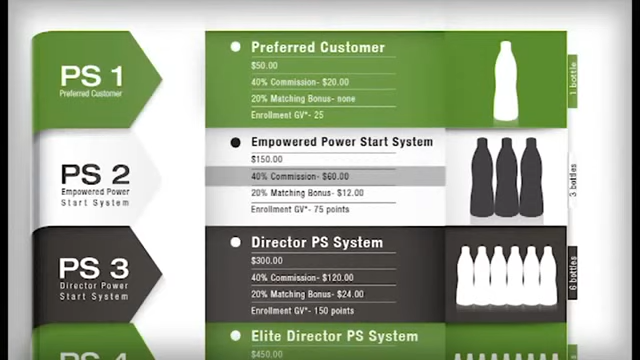 PS 1
Preferred Customer
Preferred Customer
$50.00
40% Commission- $20.00
20% Matching Bonus- none
Enrollment GV*- 25
1 bottle
PS 2
Empowered Power
Start System
Empowered Power Start System
$150.00
40% Commission- $60.00
20% Matching Bonus- $12.00
Enrollment GV*- 75 points
3 bottles
PS 3
Director Power
Start System
Director PS System
$300.00
40% Commission- $120.00
20% Matching Bonus- $24.00
Enrollment GV*- 150 points
6 bottles
PS 4
Elite Director PS System
$450.00